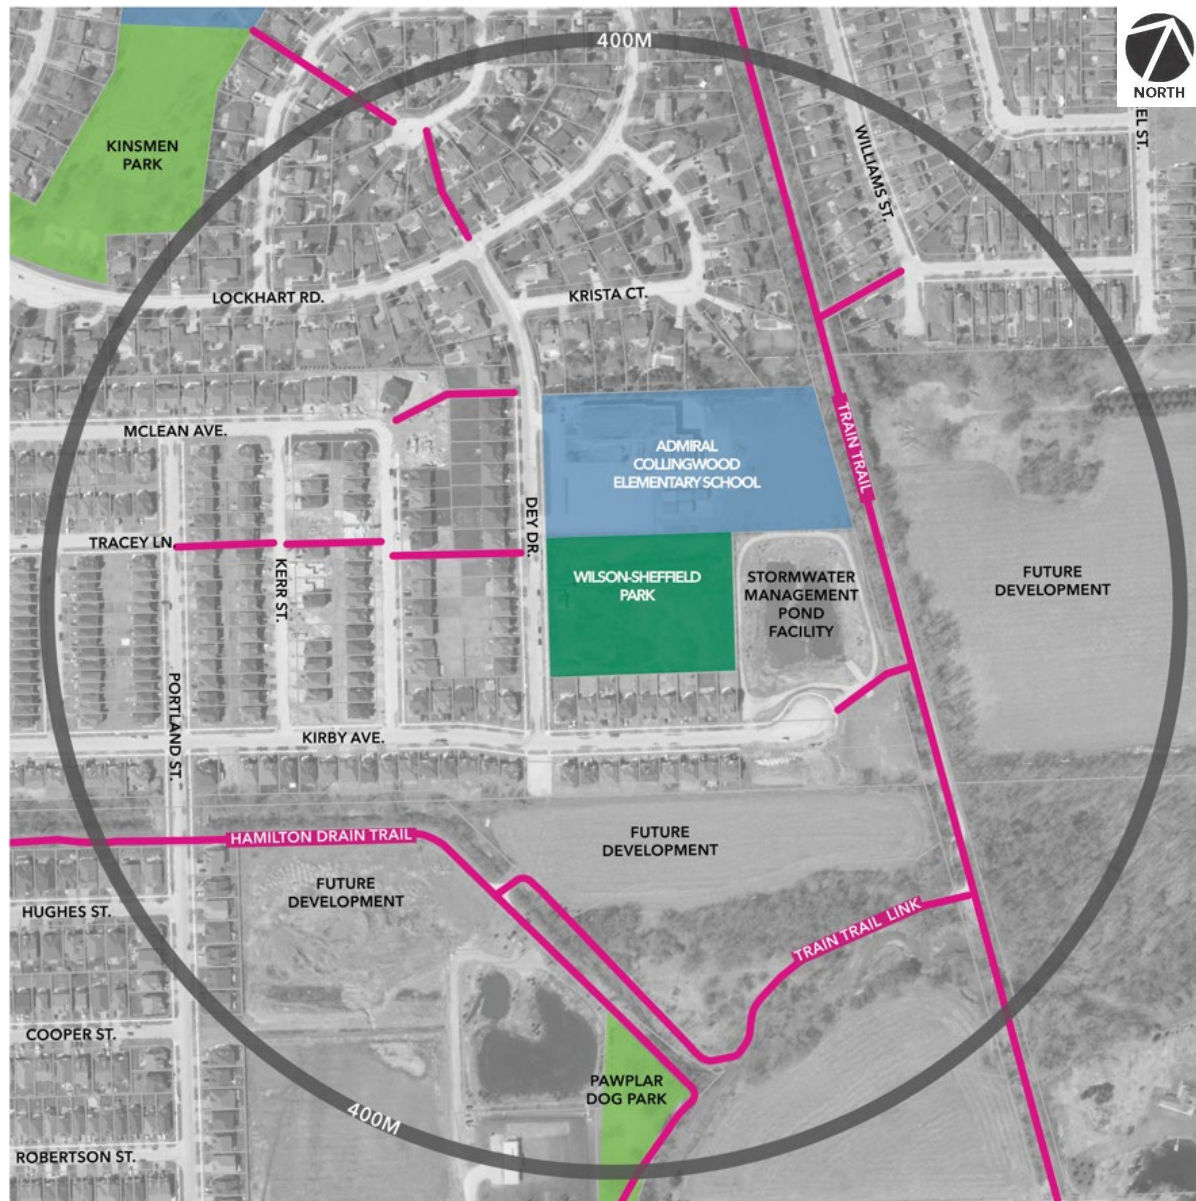 400M
NORTH
KINSMEN
PARK
WILLIAMS ST.
EL ST.
LOCKHART RD.
KRISTA CT.
MCLEAN AVE.
ADMIRAL
COLLINGWOOD
ELEMENTARY SCHOOL
TRAIN TRAIL
DEY DR.
TRACEY LN.
KERR ST.
WILSON-SHEFFIELD
PARK
STORMWATER
MANAGEMENT
POND
FACILITY
FUTURE
DEVELOPMENT
PORTLAND ST.
KIRBY AVE.
HAMILTON DRAIN TRAIL
FUTURE
DEVELOPMENT
FUTURE
DEVELOPMENT
HUGHES ST.
TRAIN TRAIL LINK
COOPER ST.
PAWPLAR
DOG PARK
400M
ROBERTSON ST.